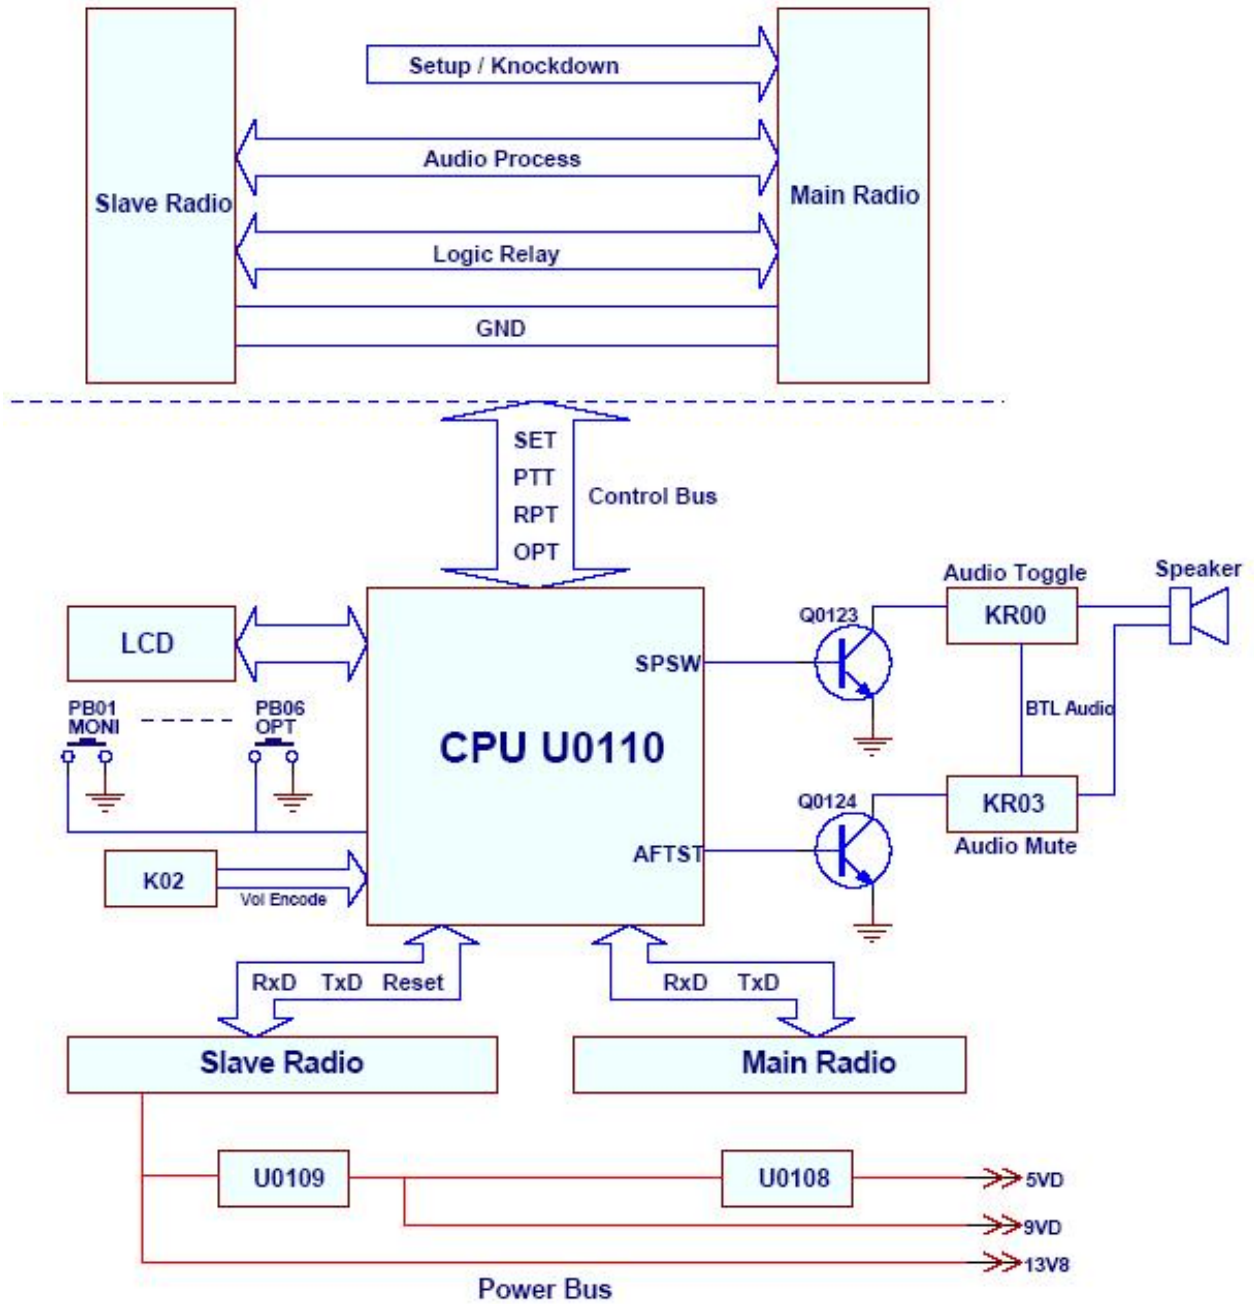 Setup / Knockdown
Audio Process
Slave Radio
Main Radio
Logic Relay
GND
SET
PTT
RPT
OPT
Control Bus
LCD
PB01
MONI
PB06
OPT
K02
Vol Encode
CPU U0110
SPSW
AFTST
Q0123
Q0124
Audio Toggle
KR00
Speaker
BTL Audio
KR03
Audio Mute
RxD TxD Reset
RxD TxD
Slave Radio
Main Radio
U0109
U0108
5VD
9VD
13V8
Power Bus